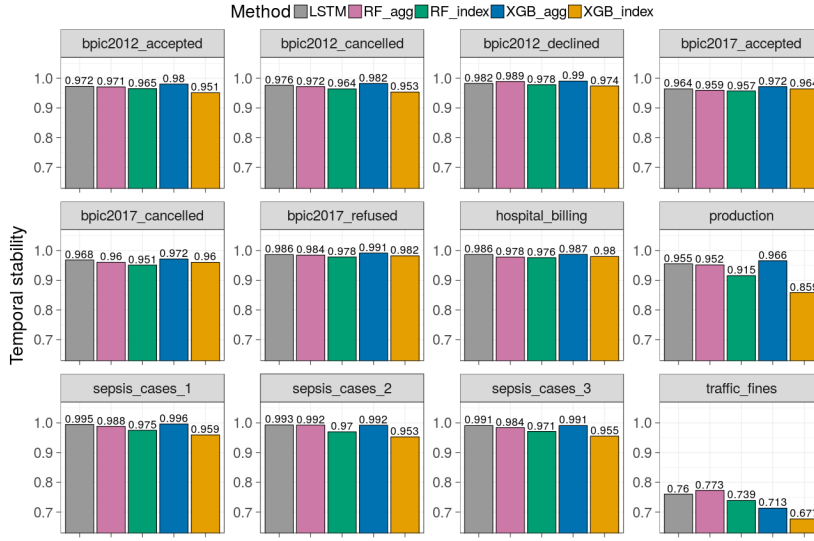 Method LSTM RF_agg RF_index XGB_agg XGB_index
bpic2012_accepted bpic2012_cancelled bpic2012_declined bpic2017_accepted
1.0 0.972 0.971 0.965 0.98 0.951 1.0 0.976 0.972 0.964 0.982 0.953 1.0 0.982 0.989 0.978 0.99 0.974 1.0 0.964 0.959 0.957 0.972 0.964
0.9 0.9 0.9 0.9
0.8 0.8 0.8 0.8
0.7 0.7 0.7 0.7
Temporal stability
bpic2017_cancelled bpic2017_refused hospital_billing production
1.0 0.968 0.96 0.951 0.972 0.96 1.0 0.986 0.984 0.978 0.991 0.982 1.0 0.986 0.978 0.976 0.987 0.98 1.0 0.955 0.952 0.915 0.966 0.859
0.9 0.9 0.9 0.9
0.8 0.8 0.8 0.8
0.7 0.7 0.7 0.7
sepsis_cases_1 sepsis_cases_2 sepsis_cases_3 traffic_fines
1.0 0.995 0.988 0.975 0.996 0.959 1.0 0.993 0.992 0.97 0.992 0.953 1.0 0.991 0.984 0.971 0.991 0.955 1.0
0.9 0.9 0.9 0.9
0.8 0.8 0.8 0.8
0.7 0.7 0.7 0.7 0.76 0.773 0.739 0.713 0.677